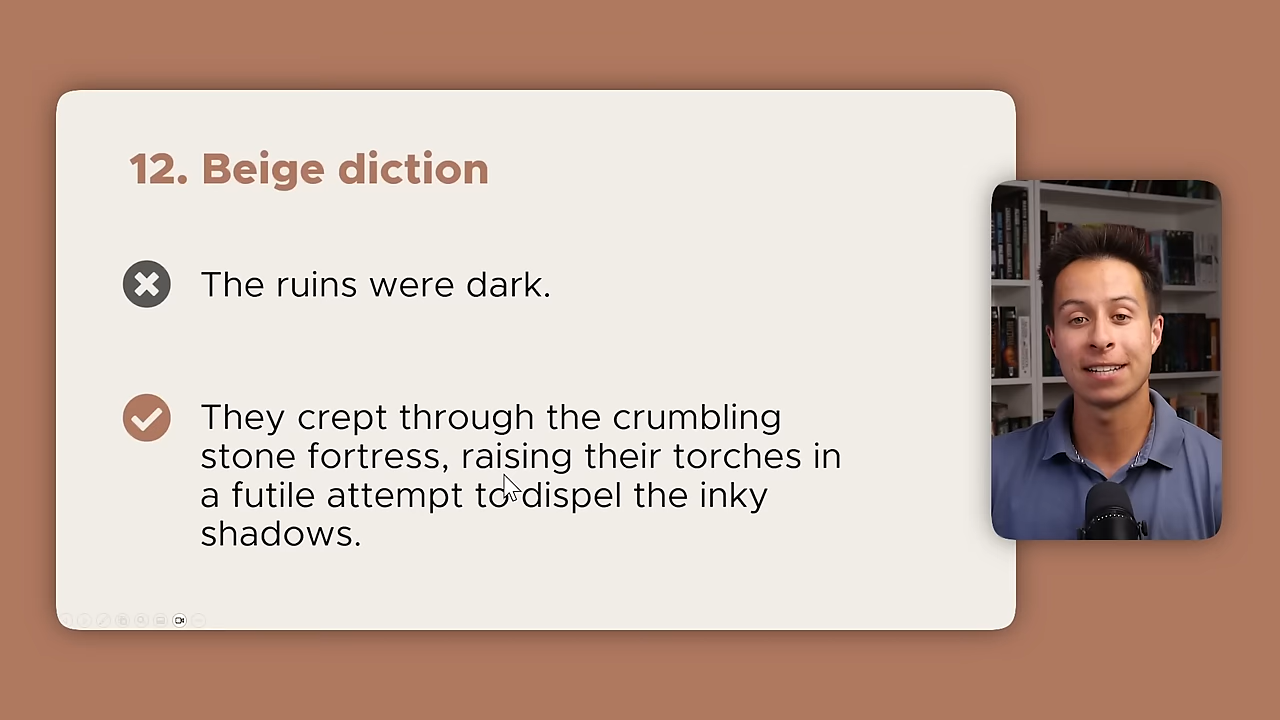 12. Beige diction
The ruins were dark.
They crept through the crumbling
stone fortress, raising their torches in
a futile attempt to dispel the inky
shadows.